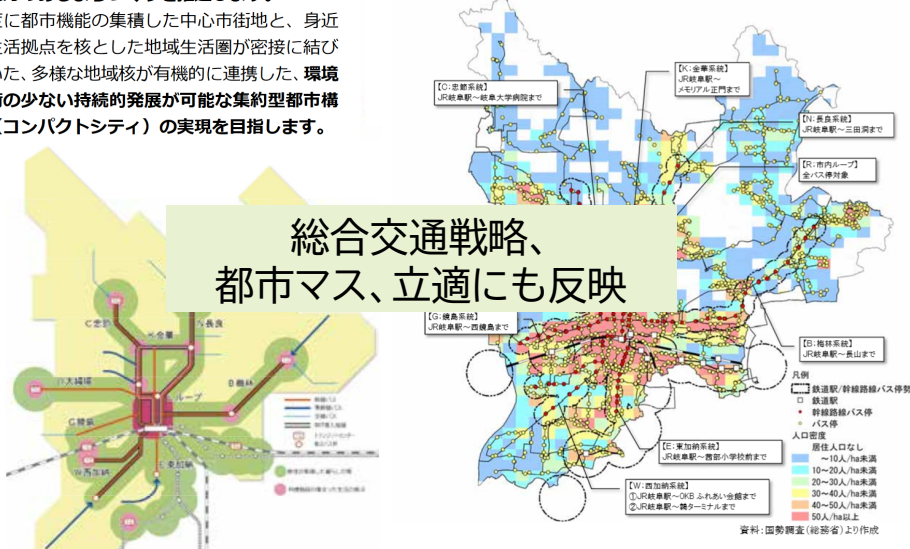 に都市機能の集積した中心市街地と、身近
活拠点を核とした地域生活圏が密接に結び
た、多様な地域核が有機的に連携した、環境
の少ない持続的発展が可能な集約型都市構
（コンパクトシティ）の実現を目指します。
【K：金華系統】
JR岐阜駅～
メモリアル正門まで
【C：忠節系統】
JR岐阜駅～岐阜大学病院まで
【N：長良系統】
JR岐阜駅～三田洞まで
【R：市内ループ】
全バス停対象
総合交通戦略、
都市マス、立適にも反映
【G：鏡島系統】
JR岐阜駅～西鏡島まで
【B：梅林系統】
JR岐阜駅～長山まで
【E：東加納系統】
JR岐阜駅～茜部小学校前まで
【W：西加納系統】
①JR岐阜駅～OKBふれあい会館まで
②JR岐阜駅～鶉ターミナルまで
C忠節
K金華
N長良
B梅林
ループ
G鏡島
W西加納
E東加納
凡例
鉄道駅/幹線路線バス停勢
鉄道駅
幹線路線バス停
バス停
人口密度
居住人口なし
～10人/ha未満
10～20人/ha未満
20～30人/ha未満
30～40人/ha未満
40～50人/ha未満
50人/ha以上
資料：国勢調査（総務省）より作成